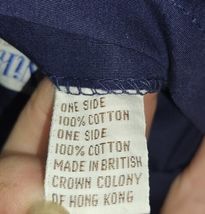 ONE SIDE
100% COTTON
ONE SIDE
100% COTTON
MADE IN BRITISH
CROWN COLONY
OF HONG KONG